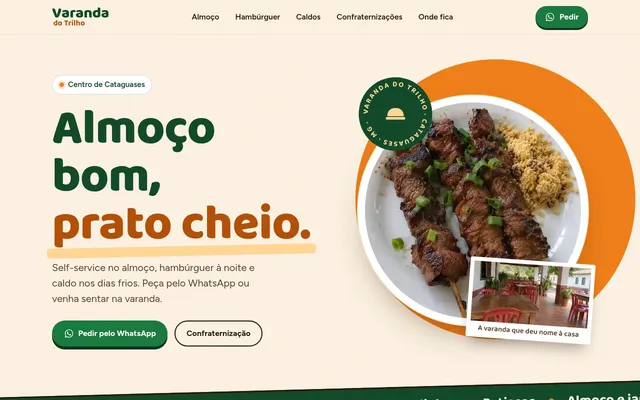 Varanda
do Trilho
Almoço
Hambúrguer
Caldos
Confraternizações
Onde fica
Pedir
Centro de Cataguases
Almoço
bom,
prato cheio.
Self-service no almoço, hambúrguer à noite e
caldo nos dias frios. Peça pelo WhatsApp ou
venha sentar na varanda.
Pedir pelo WhatsApp
Confraternização
VARANDA DO TRILHO · CATAGUASES · MG ·
A varanda que deu nome à casa